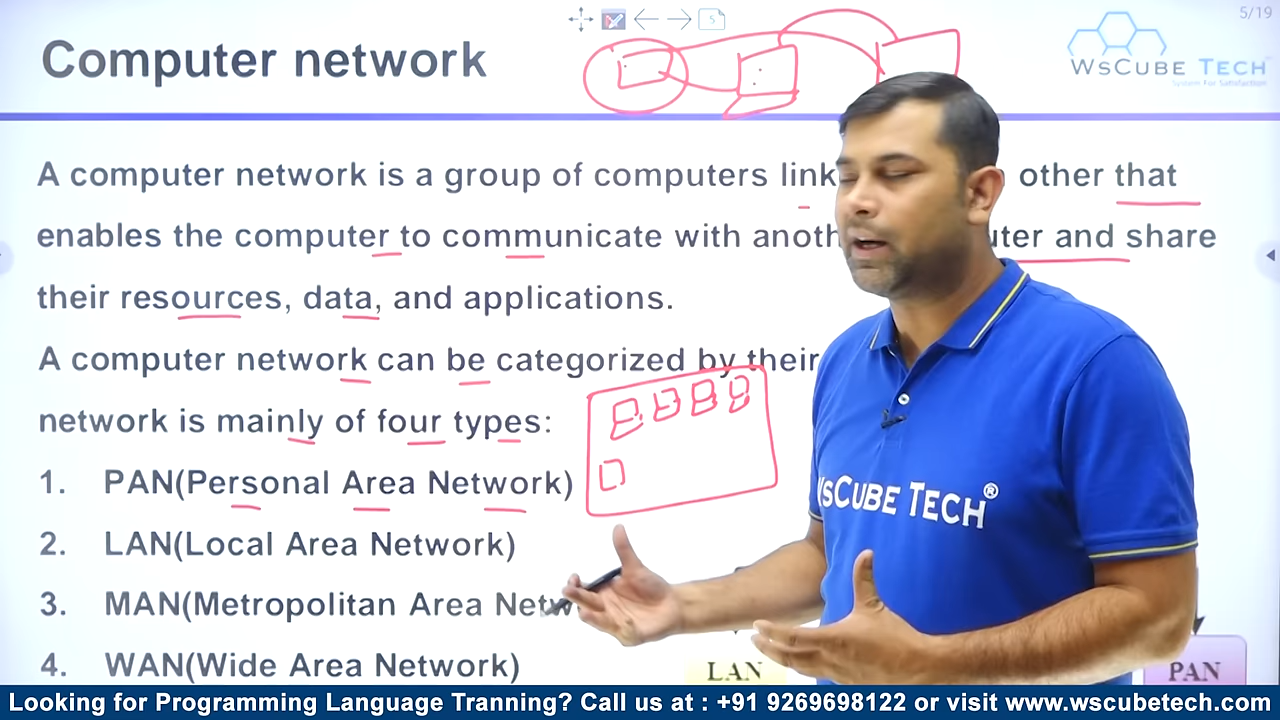 5/19
Computer network
WsCube Tech
System For Satisfaction
A computer network is a group of computers link other that
enables the computer to communicate with anoth uter and share
their resources, data, and applications.
A computer network can be categorized by their
network is mainly of four types:
1. PAN(Personal Area Network)
2. LAN(Local Area Network)
3. MAN(Metropolitan Area Netw
4. WAN(Wide Area Network)
WsCube Tech®
LAN
PAN
Looking for Programming Language Tranning? Call us at : +91 9269698122 or visit www.wscubetech.com